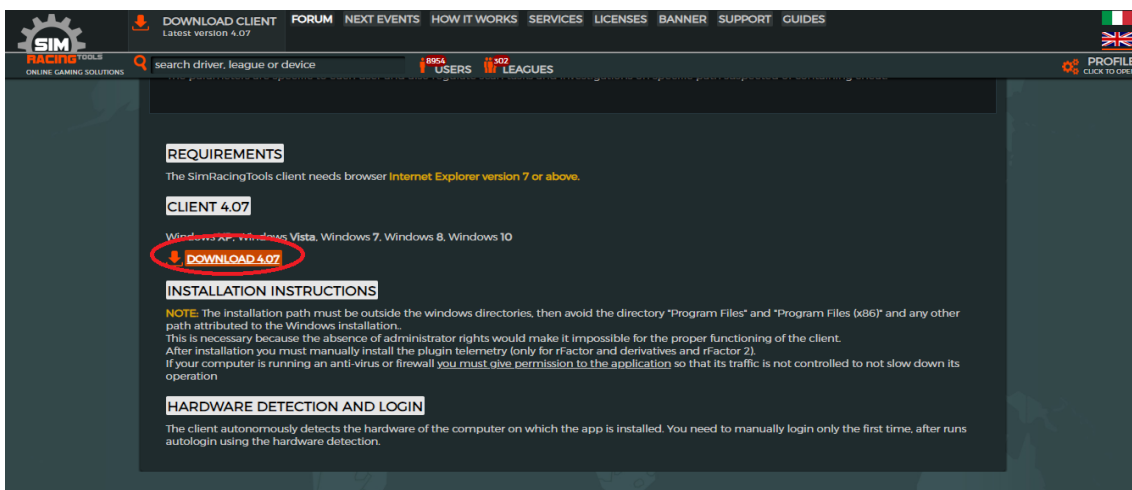 DOWNLOAD CLIENT
Latest version 4.07
FORUM NEXT EVENTS HOW IT WORKS SERVICES LICENSES BANNER SUPPORT GUIDES
SIM
RACING TOOLS
ONLINE GAMING SOLUTIONS
search driver, league or device
8954
USERS
302
LEAGUES
PROFILE
CLICK TO OPE
REQUIREMENTS
The SimRacingTools client needs browser Internet Explorer version 7 or above.
CLIENT 4.07
Windows XP, Windows Vista, Windows 7, Windows 8, Windows 10
DOWNLOAD 4.07
INSTALLATION INSTRUCTIONS
NOTE: The installation path must be outside the windows directories, then avoid the directory "Program Files" and "Program Files (x86)" and any other
path attributed to the Windows installation..
This is necessary because the absence of administrator rights would make it impossible for the proper functioning of the client.
After installation you must manually install the plugin telemetry (only for rFactor and derivatives and rFactor 2).
If your computer is running an anti-virus or firewall you must give permission to the application so that its traffic is not controlled to not slow down its
operation
HARDWARE DETECTION AND LOGIN
The client autonomously detects the hardware of the computer on which the app is installed. You need to manually login only the first time, after runs
autologin using the hardware detection.